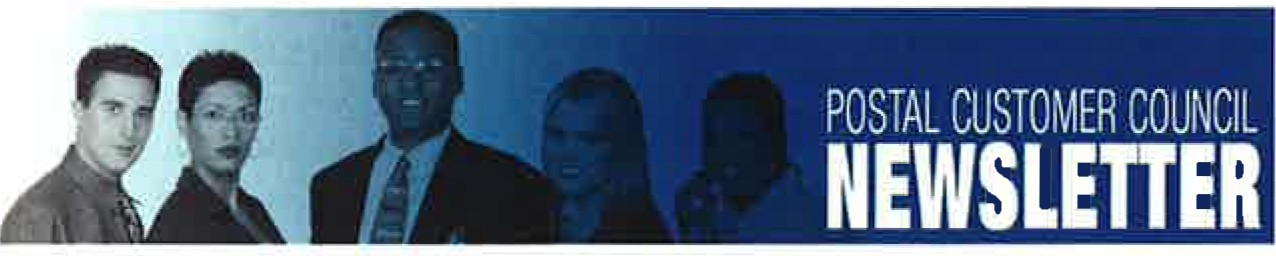 POSTAL CUSTOMER COUNCIL
NEWSLETTER